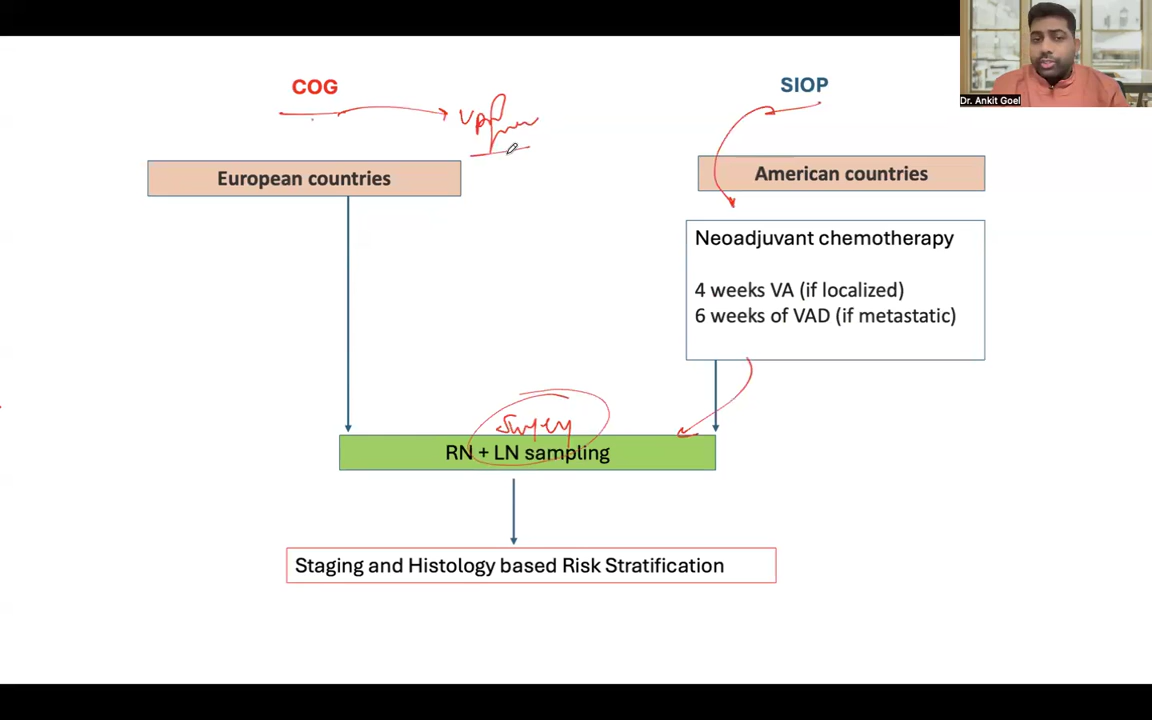 COG
SIOP
Dr. Ankit Goel
European countries
American countries
Neoadjuvant chemotherapy
4 weeks VA (if localized)
6 weeks of VAD (if metastatic)
RN + LN sampling
Staging and Histology based Risk Stratification